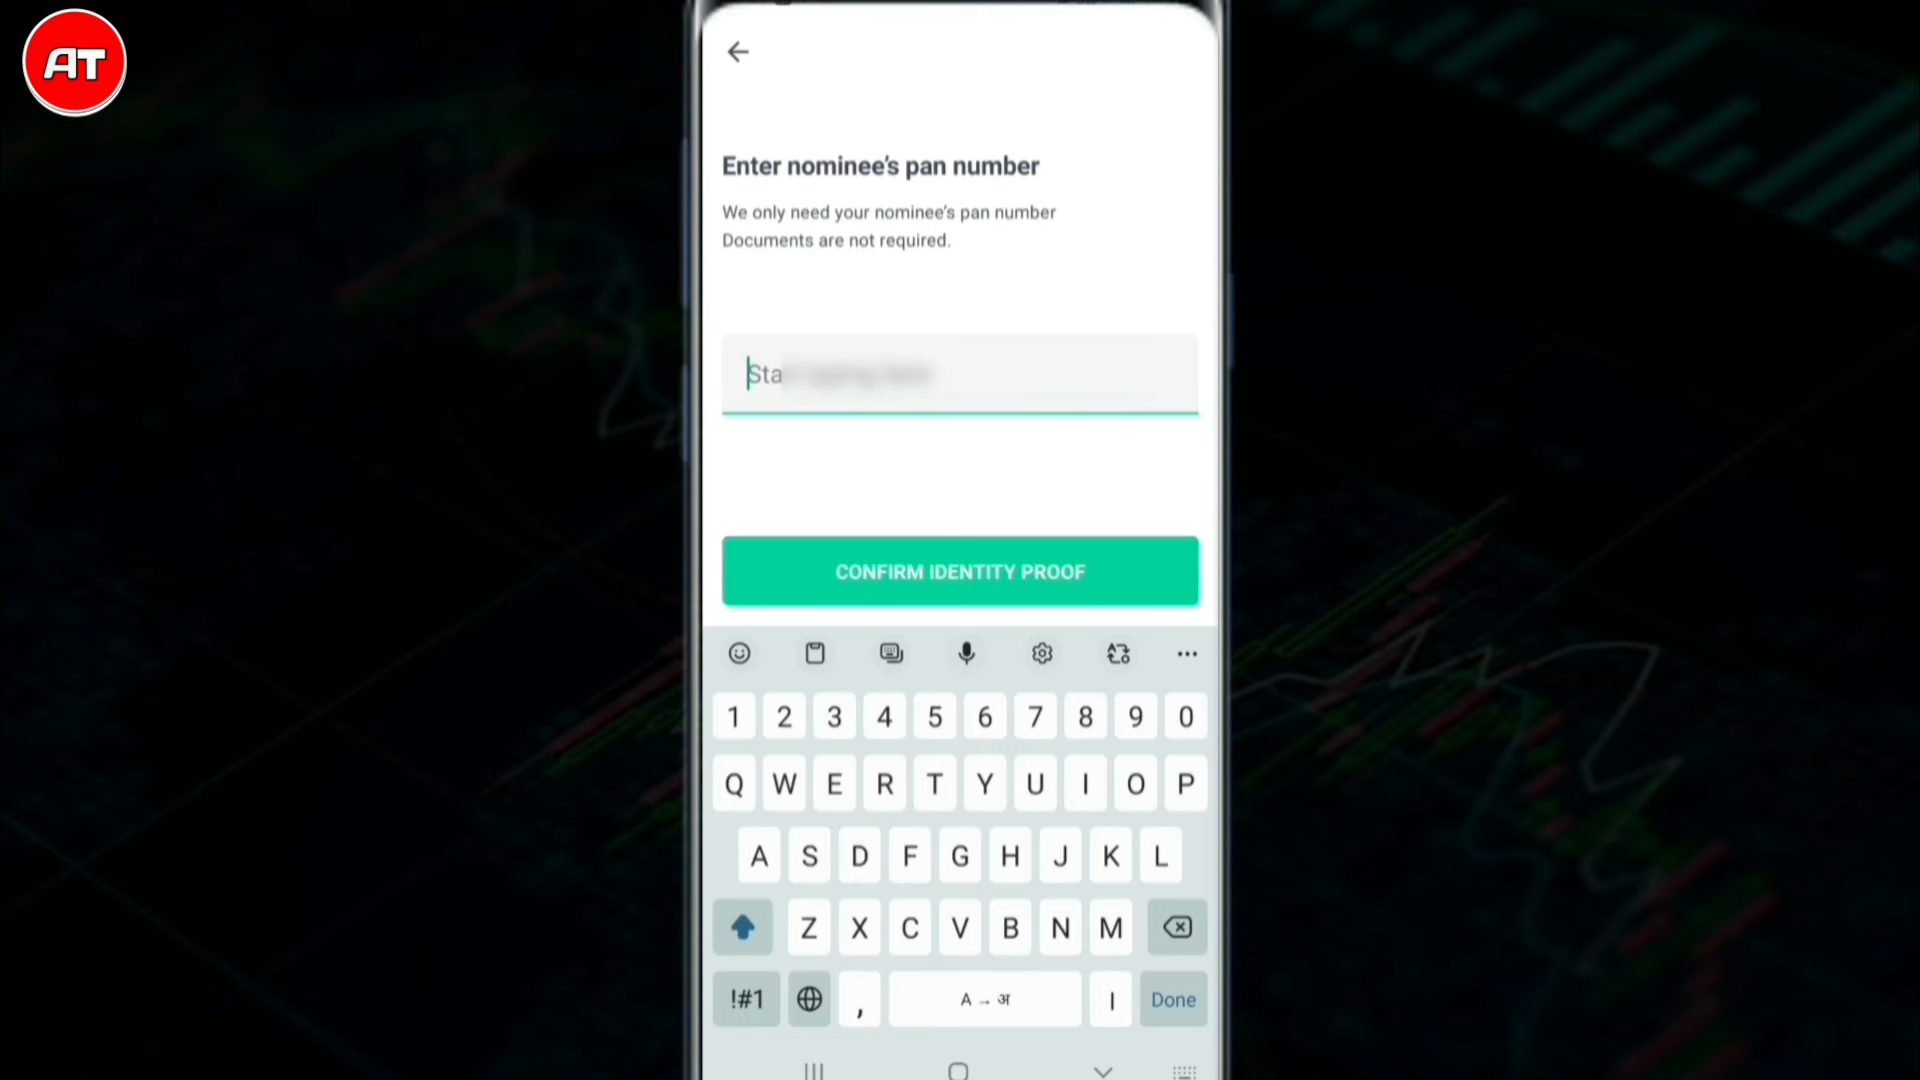 AT
Enter nominee's pan number
We only need your nominee's pan number
Documents are not required.
Sta
CONFIRM IDENTITY PROOF
1 2 3 4 5 6 7 8 9 0
Q W E R T Y U I O P
A S D F G H J K L
Z X C V B N M
!#1 , A → अ | Done